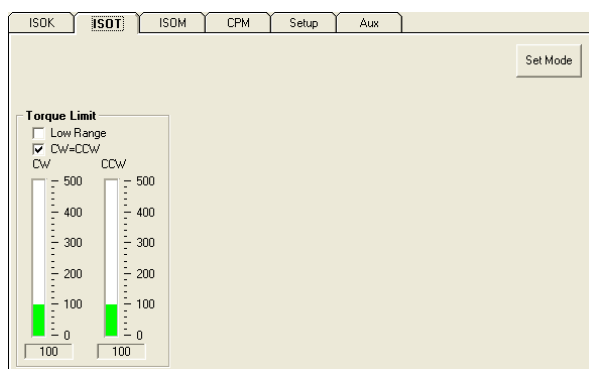 ISOK ISOT ISOM CPM Setup Aux
Set Mode
Torque Limit
Low Range
CW=CCW
CW CCW
500 500
400 400
300 300
200 200
100 100
0 0
100 100